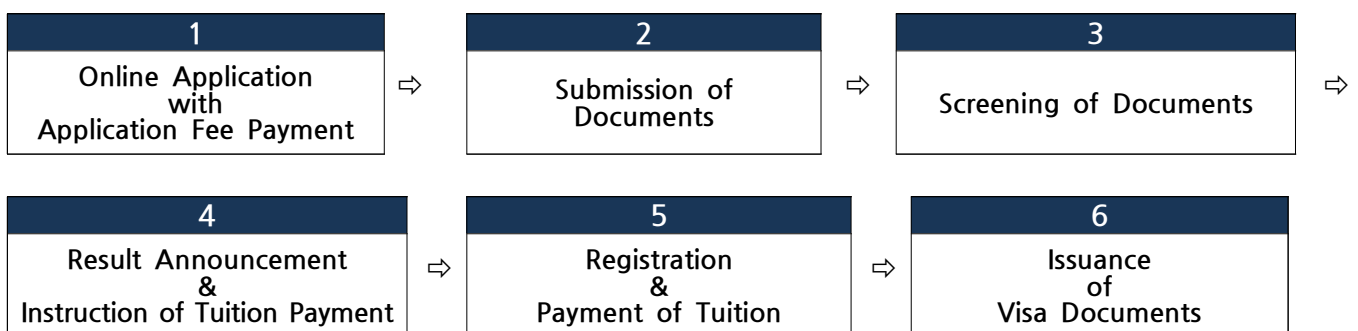 1
Online Application
with
Application Fee Payment
⇨
2
Submission of
Documents
⇨
3
Screening of Documents
⇨
4
Result Announcement
&
Instruction of Tuition Payment
⇨
5
Registration
&
Payment of Tuition
⇨
6
Issuance
of
Visa Documents